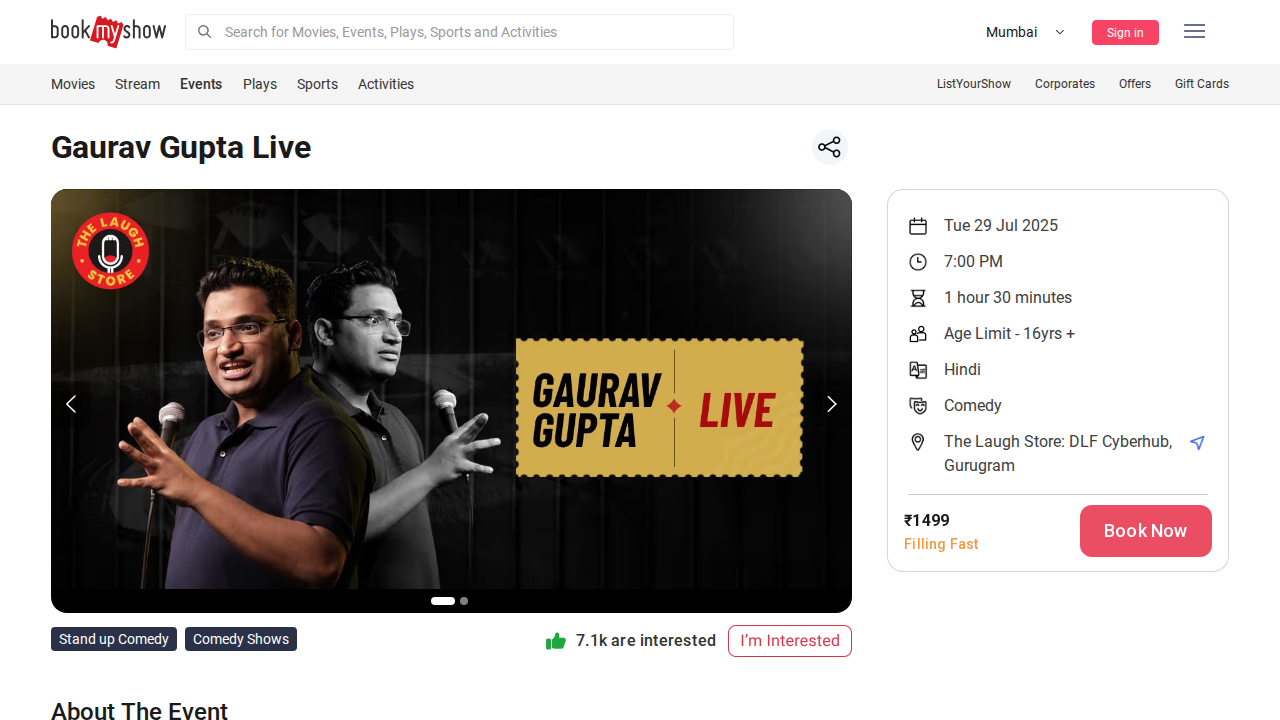 book my show
Search for Movies, Events, Plays, Sports and Activities
Mumbai
Sign in
Movies
Stream
Events
Plays
Sports
Activities
ListYourShow
Corporates
Offers
Gift Cards
Gaurav Gupta Live
THE LAUGH
STORE
GAURAV
GUPTA
LIVE
Tue 29 Jul 2025
7:00 PM
1 hour 30 minutes
Age Limit - 16yrs +
Hindi
Comedy
The Laugh Store: DLF Cyberhub,
Gurugram
₹1499
Filling Fast
Book Now
Stand up Comedy
Comedy Shows
7.1k are interested
I'm Interested
About The Event